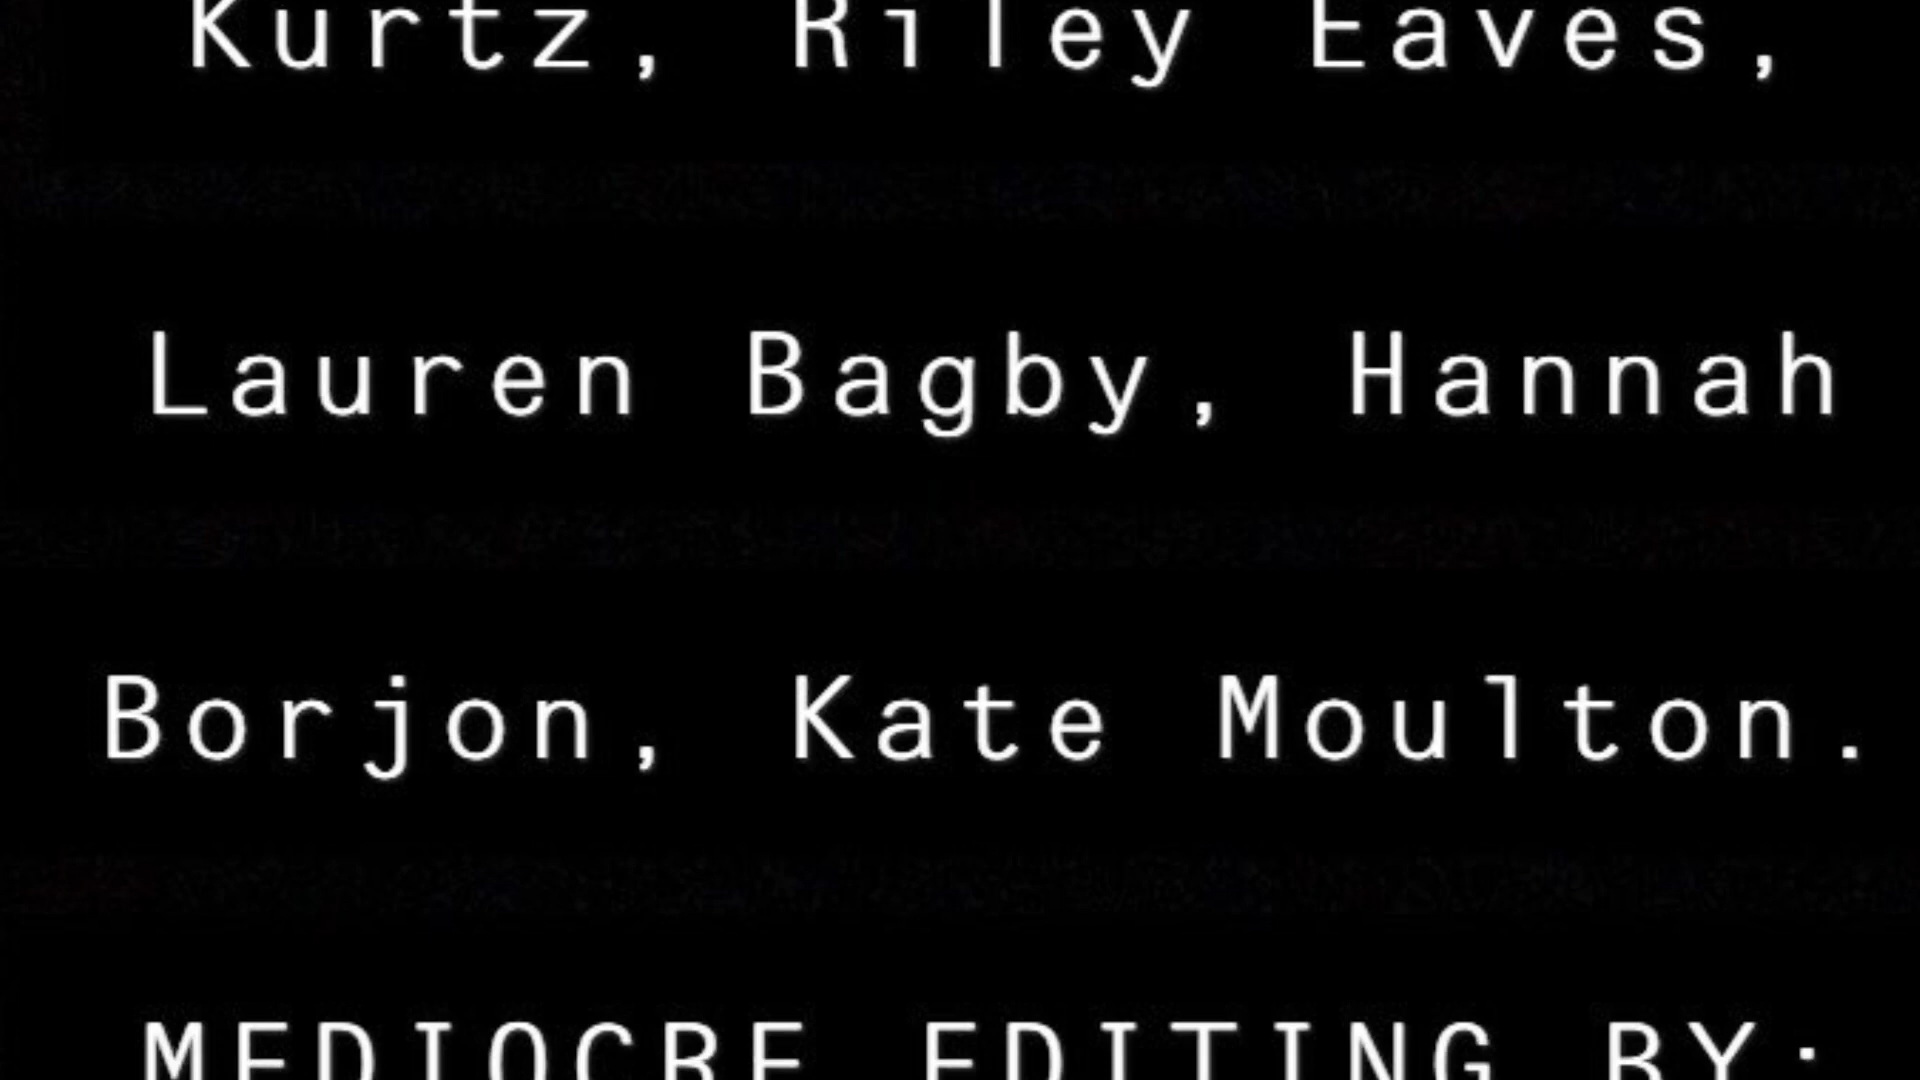 Kurtz, Riley Eaves,
Lauren Bagby, Hannah
Borjon, Kate Moulton.
MEDIOCRE EDITING BY: